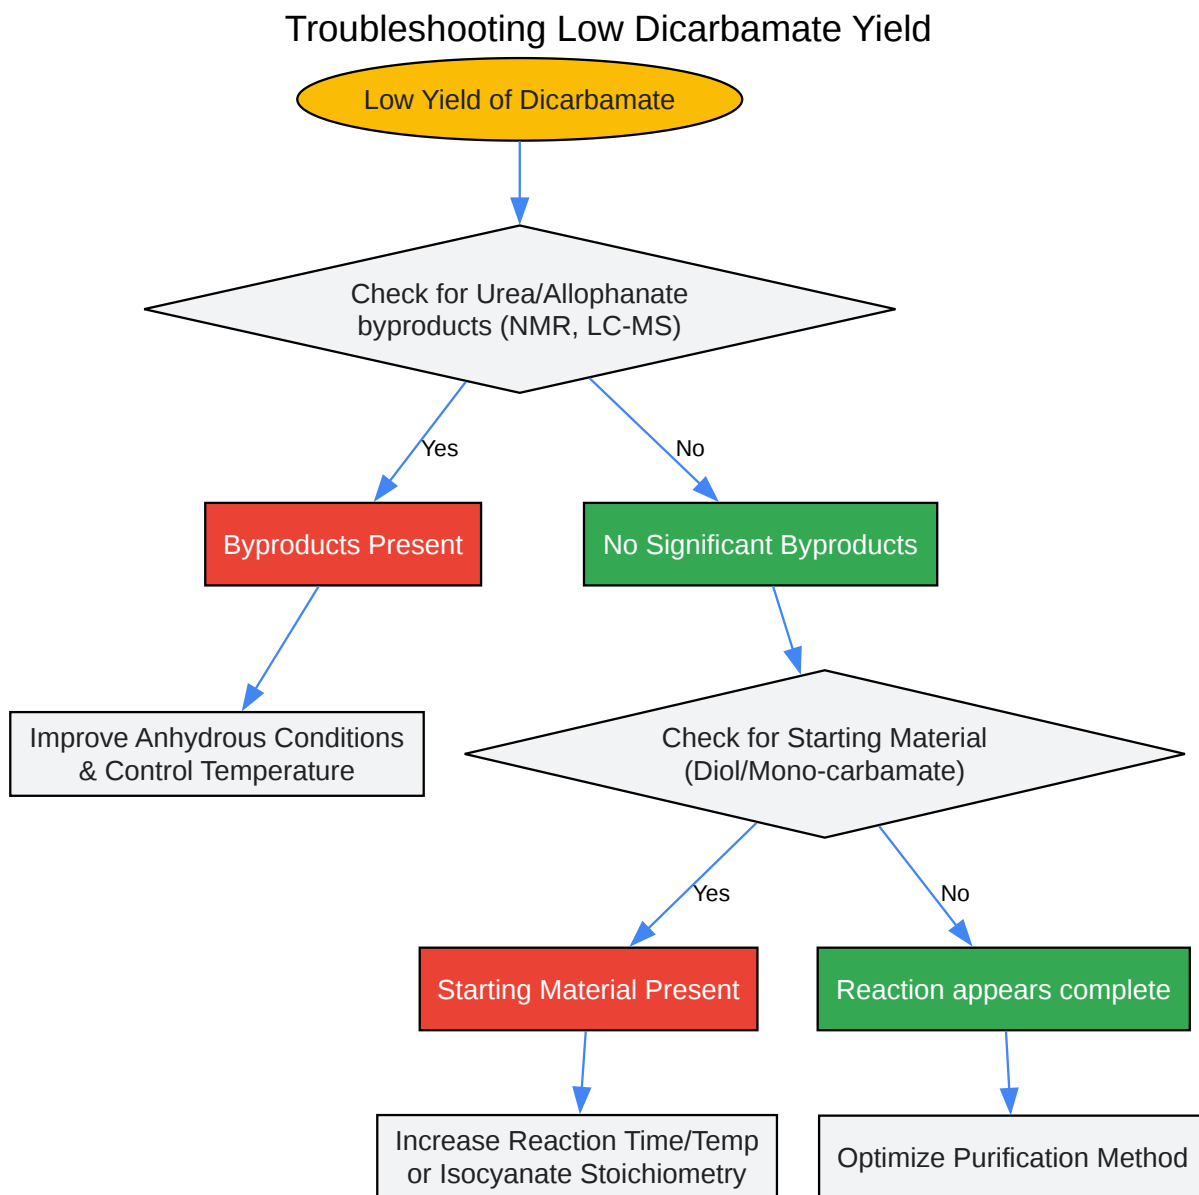 Troubleshooting Low Dicarbamate Yield
Low Yield of Dicarbamate
Check for Urea/Allophanate
byproducts (NMR, LC-MS)
Yes
No
Byproducts Present
No Significant Byproducts
Improve Anhydrous Conditions
& Control Temperature
Check for Starting Material
(Diol/Mono-carbamate)
Yes
No
Starting Material Present
Reaction appears complete
Increase Reaction Time/Temp
or Isocyanate Stoichiometry
Optimize Purification Method